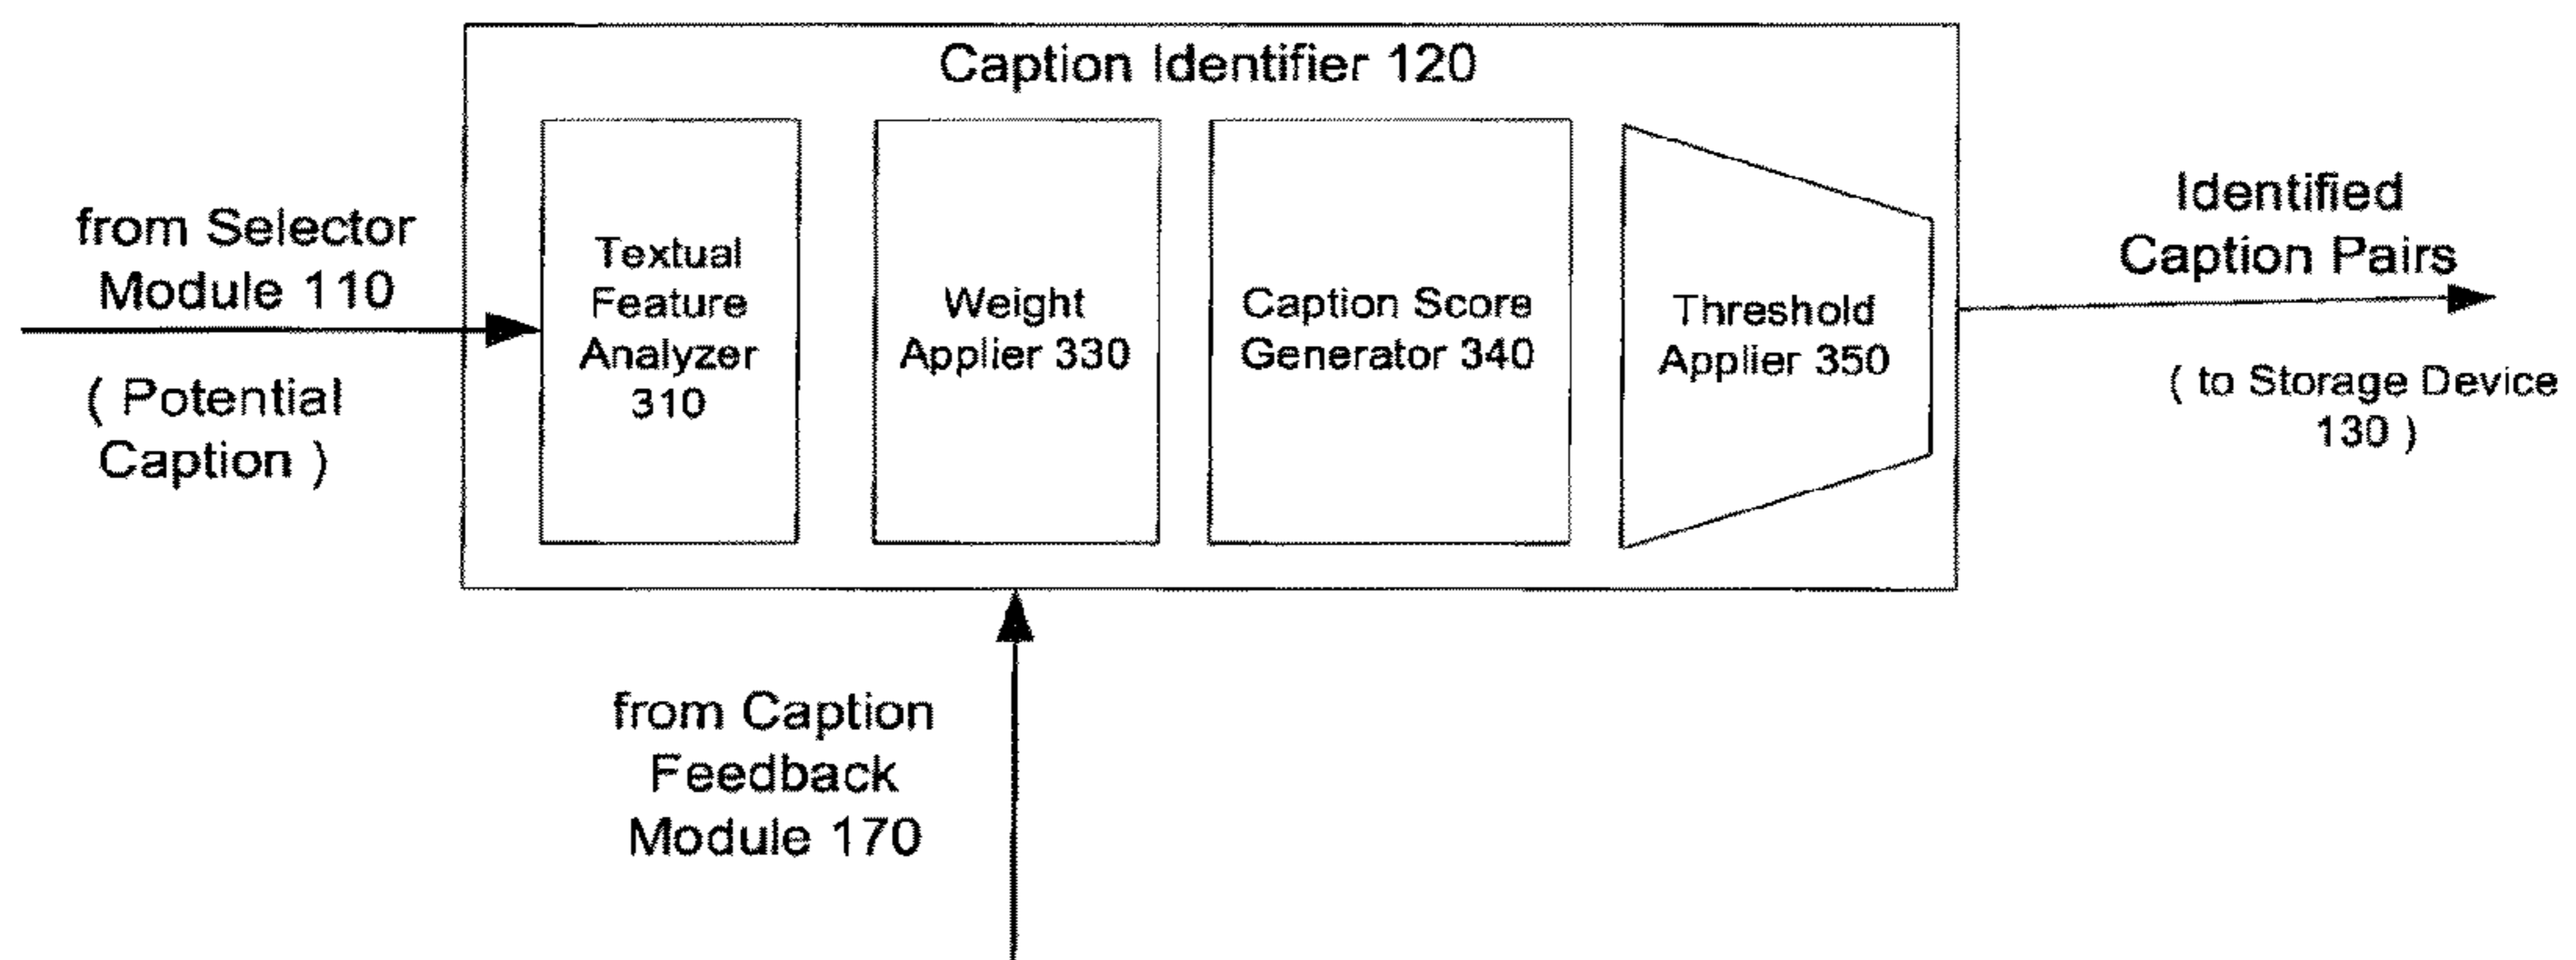 Caption Identifier 120
from Selector
Module 110
( Potential
Caption )
Textual
Feature
Analyzer
310
Weight
Applier 330
Caption Score
Generator 340
Threshold
Applier 350
Identified
Caption Pairs
( to Storage Device
130 )
from Caption
Feedback
Module 170